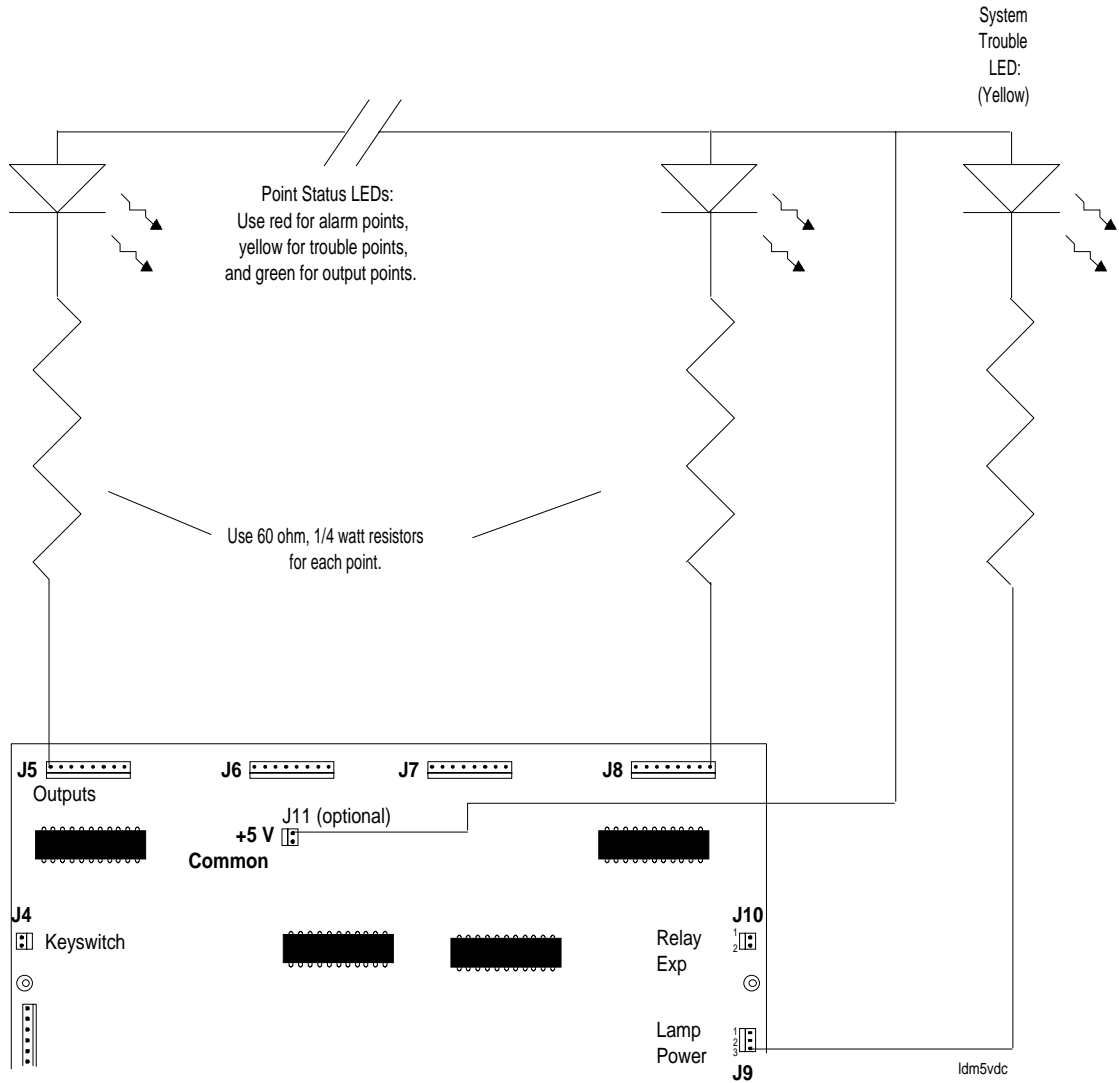 System
Trouble
LED:
(Yellow)
Point Status LEDs:
Use red for alarm points,
yellow for trouble points,
and green for output points.
Use 60 ohm, 1/4 watt resistors
for each point.
J5
J6
J7
J8
Outputs
J11 (optional)
+5 V
Common
J4
Keyswitch
J10
Relay
Exp
1
2
Lamp
Power
1
2
3
J9
ldm5vdc